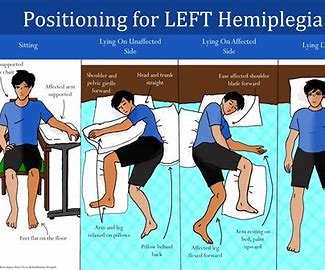 Positioning for LEFT Hemiplegia
Sitting
Lying On Unaffected
Side
Lying On Affected
Side
supported
chair
Affected arm
supported
Feet flat on the floor
Shoulder and
pelvic girdle
forward
Head and trunk
straight
Arm and leg
relaxed on pillows
Pillow behind
back
Ease affected shoulder
blade forward
Arm resting on
bed, palm
upward
Affected leg
flexed forward